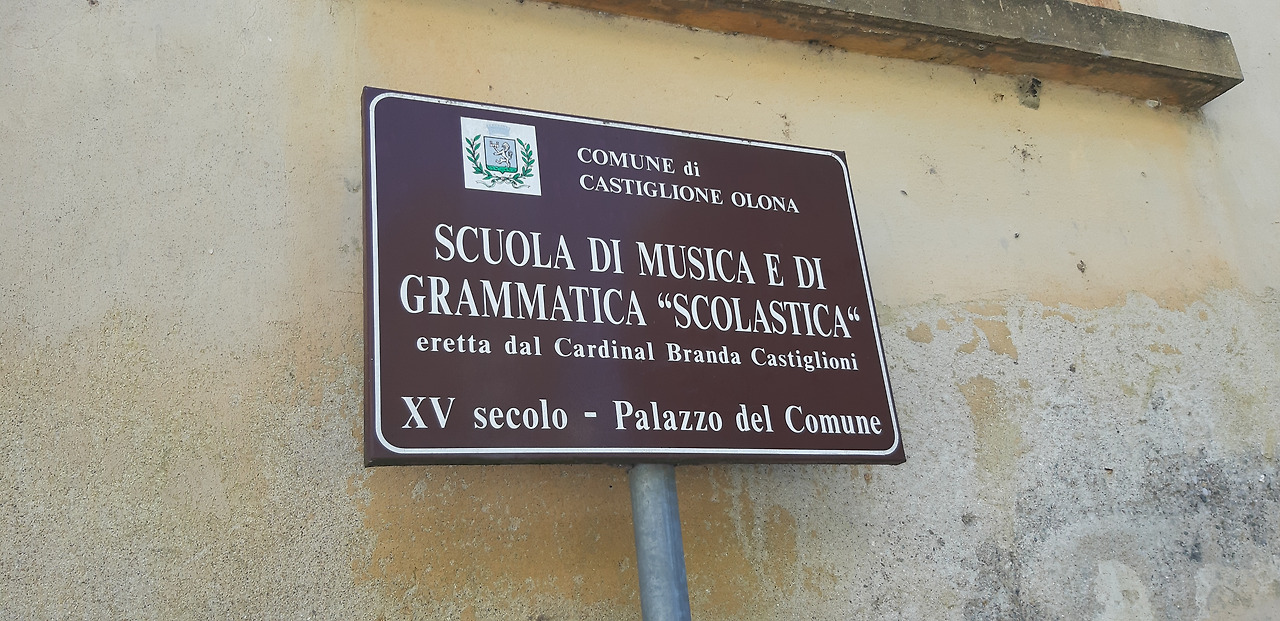 COMUNE di
CASTIGLIONE OLONA
SCUOLA DI MUSICA E DI
GRAMMATICA “SCOLASTICA“
eretta dal Cardinal Branda Castiglioni
XV secolo - Palazzo del Comune